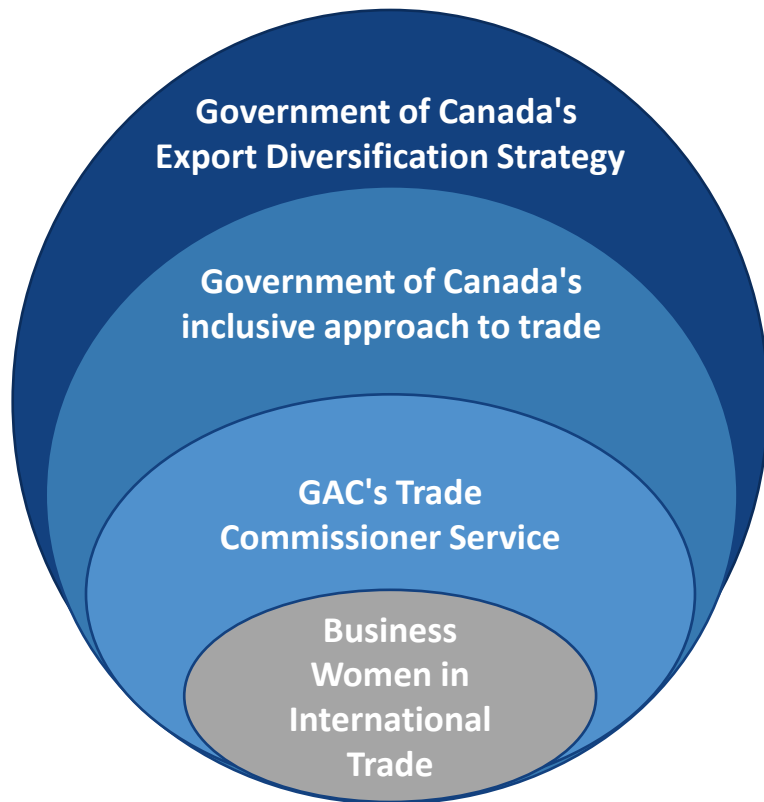 Government of Canada's
Export Diversification Strategy
Government of Canada's
inclusive approach to trade
GAC's Trade
Commissioner Service
Business
Women in
International
Trade